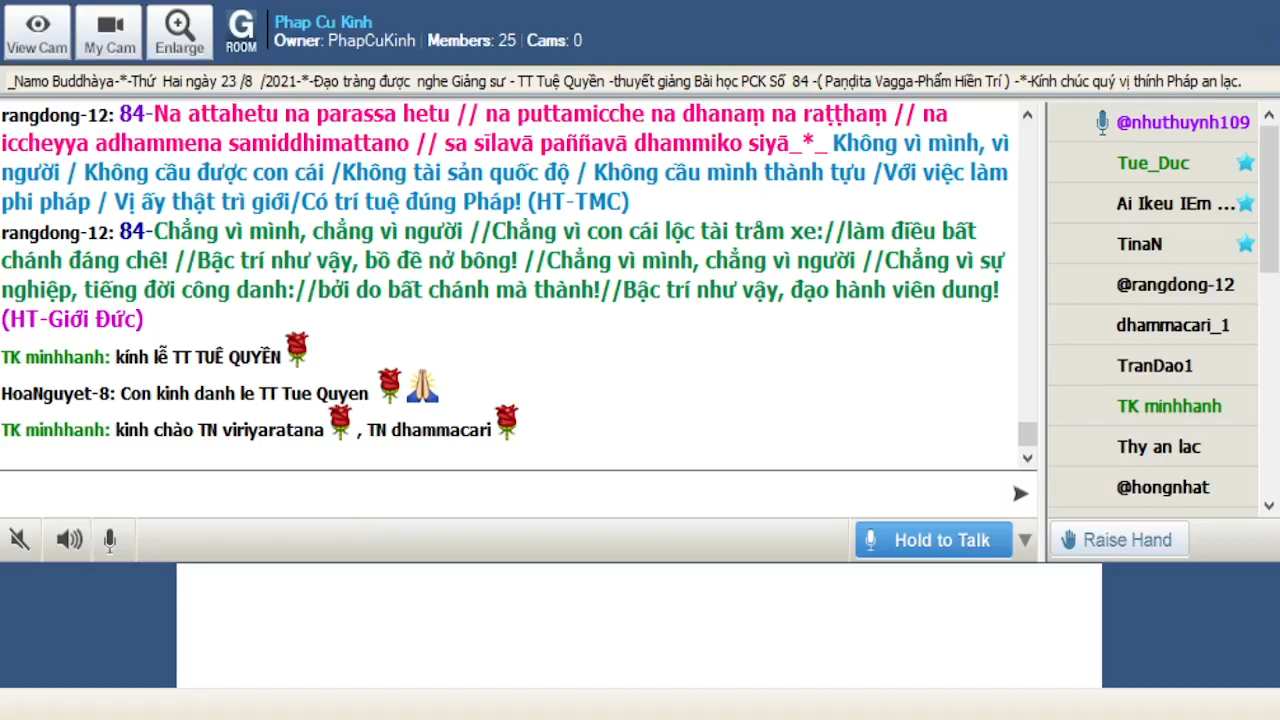 View Cam
My Cam
Enlarge
G
ROOM
Phap Cu Kinh
Owner: PhapCuKinh | Members: 25 | Cams: 0
_Namo Buddhàya-*-Thứ Hai ngày 23 /8 /2021-*-Đạo tràng được nghe Giảng sư - TT Tuệ Quyền -thuyết giảng Bài học PCK Số 84 -( Paṇḍita Vagga-Phẩm Hiền Trí ) -*-Kính chúc quý vị thính Pháp an lạc.
rangdong-12: 84-Na attahetu na parassa hetu // na puttamicche na dhanaṃ na raṭṭhaṃ // na
iccheyya adhammena samiddhimattano // sa sīlavā paññavā dhammiko siyā_*_ Không vì mình, vì
người / Không cầu được con cái /Không tài sản quốc độ / Không cầu mình thành tựu /Với việc làm
phi pháp / Vị ấy thật trì giới/Có trí tuệ đúng Pháp! (HT-TMC)
rangdong-12: 84-Chẳng vì mình, chẳng vì người //Chẳng vì con cái lộc tài trắm xe://làm điều bất
chánh đáng chê! //Bậc trí như vậy, bồ đề nở bông! //Chẳng vì mình, chẳng vì người //Chẳng vì sự
nghiệp, tiếng đời công danh://bởi do bất chánh mà thành!//Bậc trí như vậy, đạo hành viên dung!
(HT-Giới Đức)
TK minhhanh: kính lễ TT TUỆ QUYỀN
HoaNguyet-8: Con kinh danh le TT Tue Quyen
TK minhhanh: kinh chào TN viriyaratana , TN dhammacari
@nhuthuynh109
Tue_Duc
Ai Ikeu IEm ...
TinaN
@rangdong-12
dhammacari_1
TranDao1
TK minhhanh
Thy an lac
@hongnhat
Hold to Talk
Raise Hand